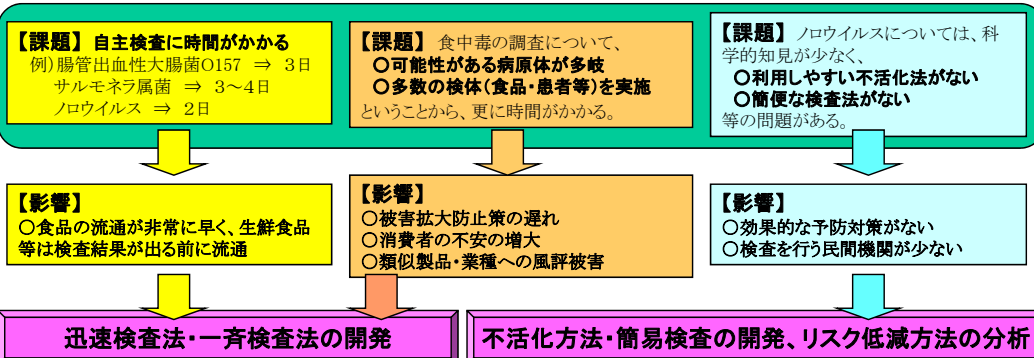 【課題】 自主検査に時間がかかる
例)腸管出血性大腸菌O157 ⇒ 3日
サルモネラ属菌 ⇒ 3〜4日
ノロウイルス ⇒ 2日
【課題】 食中毒の調査について、
○可能性がある病原体が多岐
○多数の検体(食品・患者等)を実施
ということから、更に時間がかかる。
【課題】 ノロウイルスについては、科
学的知見が少なく、
○利用しやすい不活化法がない
○簡便な検査法がない
等の問題がある。
【影響】
○食品の流通が非常に早く、生鮮食品
等は検査結果が出る前に流通
【影響】
○被害拡大防止策の遅れ
○消費者の不安の増大
○類似製品・業種への風評被害
【影響】
○効果的な予防対策がない
○検査を行う民間機関が少ない
迅速検査法・一斉検査法の開発
不活化方法・簡易検査の開発、リスク低減方法の分析